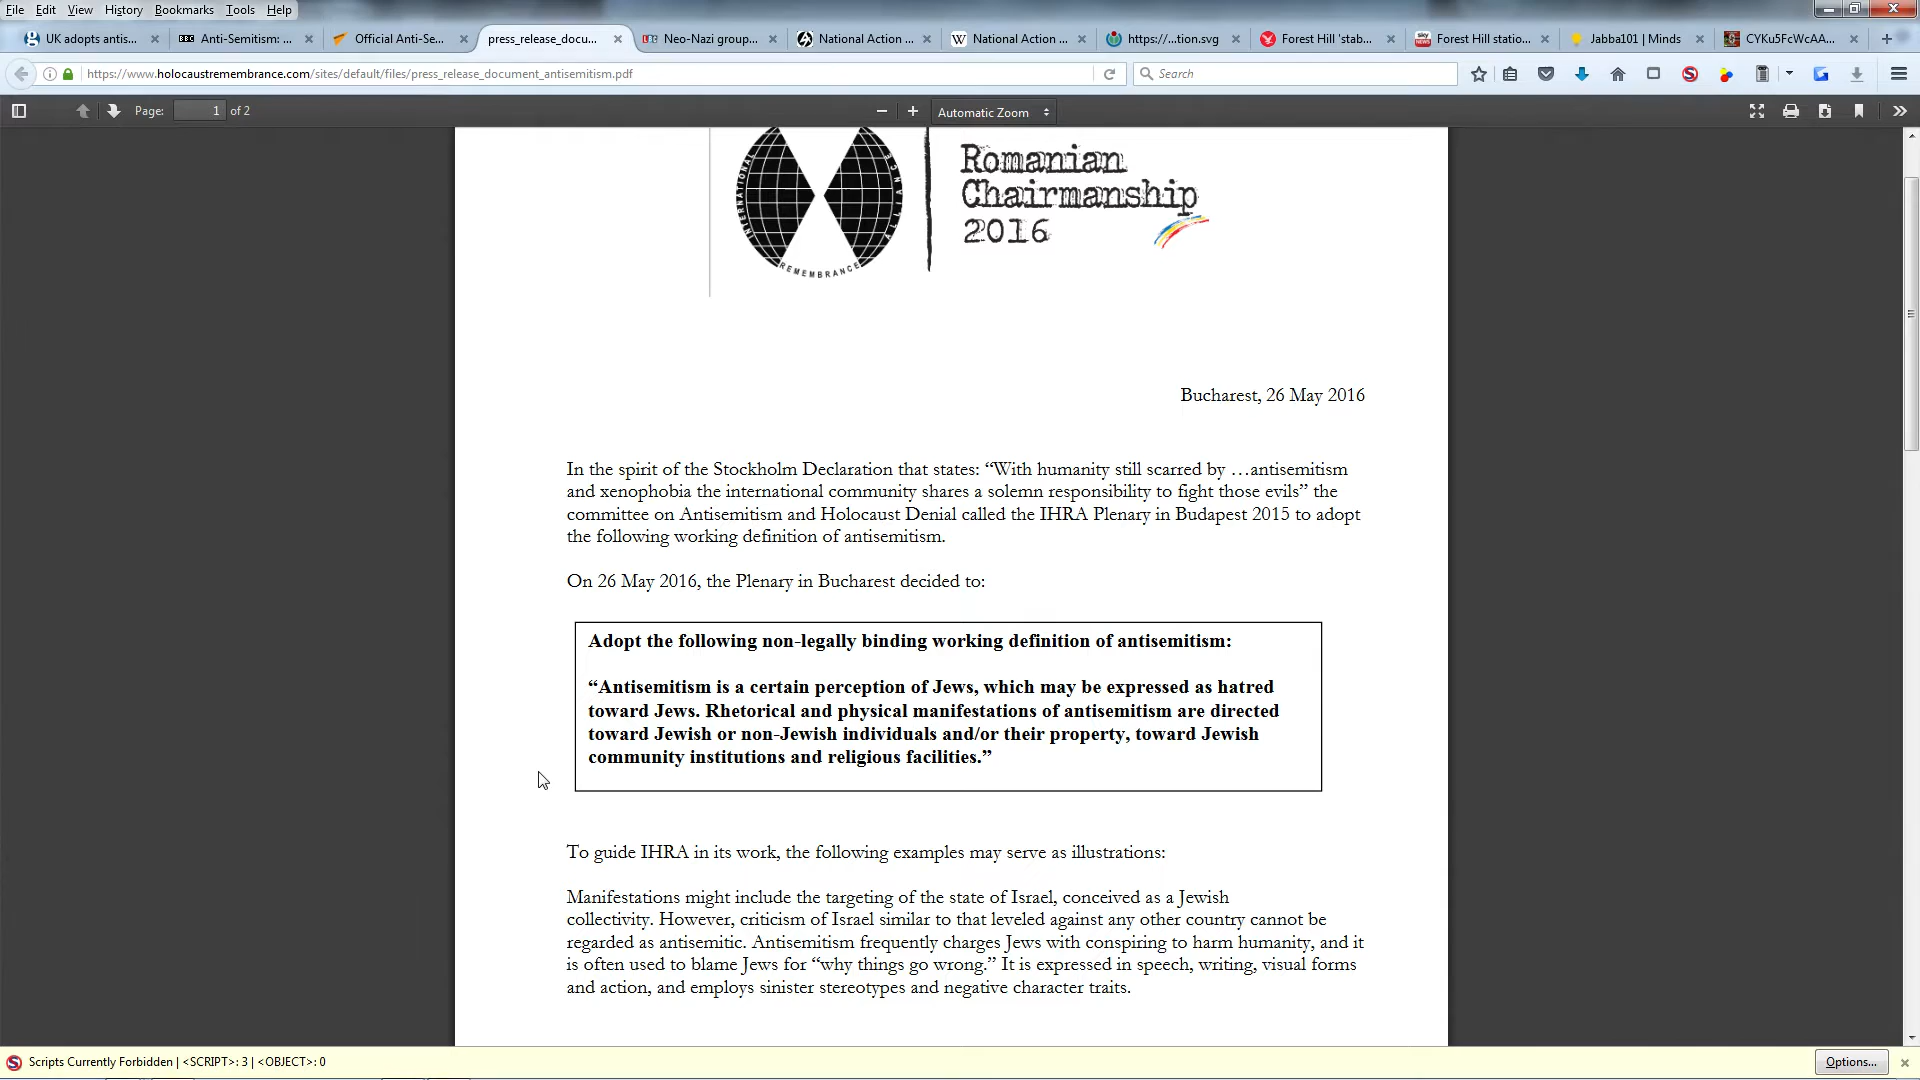 File Edit View History Bookmarks Tools Help
UK adopts antis... Anti-Semitism: ... Official Anti-Se... press_release_docu... Neo-Nazi group... National Action ... National Action ... https://...tion.svg Forest Hill 'stab... Forest Hill statio... Jabba101 | Minds CYKu5FcWcAA...
https://www.holocaustremembrance.com/sites/default/files/press_release_document_antisemitism.pdf Search
Page: 1 of 2 Automatic Zoom
INTERNATIONAL
REMEMBRANCE
Romanian
Chairmanship
2016
Bucharest, 26 May 2016
In the spirit of the Stockholm Declaration that states: “With humanity still scarred by …antisemitism
and xenophobia the international community shares a solemn responsibility to fight those evils” the
committee on Antisemitism and Holocaust Denial called the IHRA Plenary in Budapest 2015 to adopt
the following working definition of antisemitism.
On 26 May 2016, the Plenary in Bucharest decided to:
Adopt the following non-legally binding working definition of antisemitism:
“Antisemitism is a certain perception of Jews, which may be expressed as hatred
toward Jews. Rhetorical and physical manifestations of antisemitism are directed
toward Jewish or non-Jewish individuals and/or their property, toward Jewish
community institutions and religious facilities.”
To guide IHRA in its work, the following examples may serve as illustrations:
Manifestations might include the targeting of the state of Israel, conceived as a Jewish
collectivity. However, criticism of Israel similar to that leveled against any other country cannot be
regarded as antisemitic. Antisemitism frequently charges Jews with conspiring to harm humanity, and it
is often used to blame Jews for “why things go wrong.” It is expressed in speech, writing, visual forms
and action, and employs sinister stereotypes and negative character traits.
Scripts Currently Forbidden | <SCRIPT>: 3 | <OBJECT>: 0 Options...